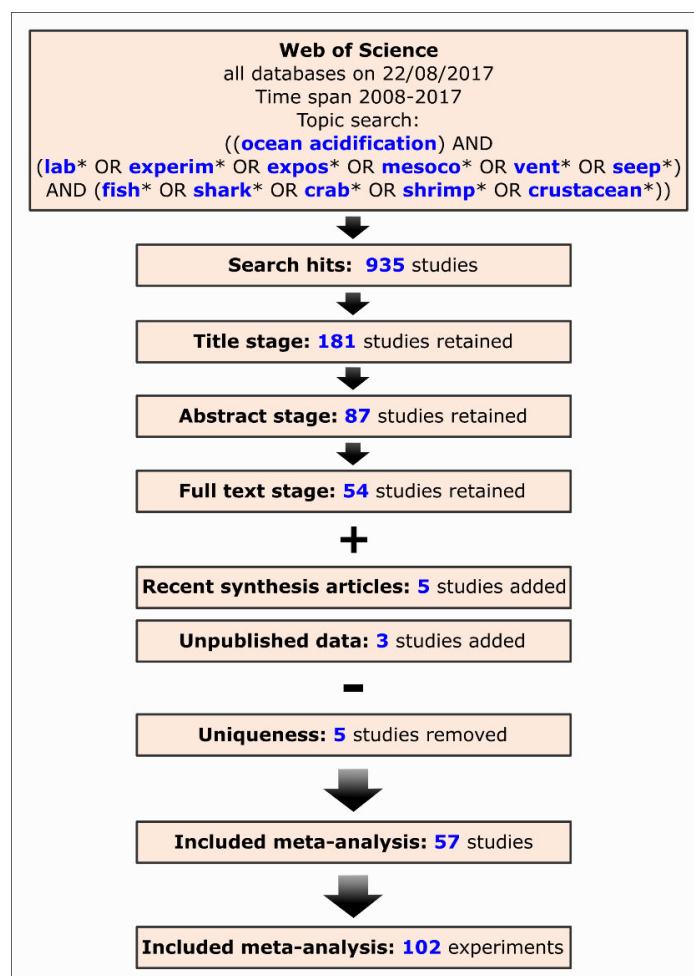 Web of Science
all databases on 22/08/2017
Time span 2008-2017
Topic search:
((ocean acidification) AND
(lab* OR experim* OR expos* OR mesoco* OR vent* OR seep*)
AND (fish* OR shark* OR crab* OR shrimp* OR crustacean*))
Search hits: 935 studies
Title stage: 181 studies retained
Abstract stage: 87 studies retained
Full text stage: 54 studies retained
+
Recent synthesis articles: 5 studies added
Unpublished data: 3 studies added
-
Uniqueness: 5 studies removed
Included meta-analysis: 57 studies
Included meta-analysis: 102 experiments